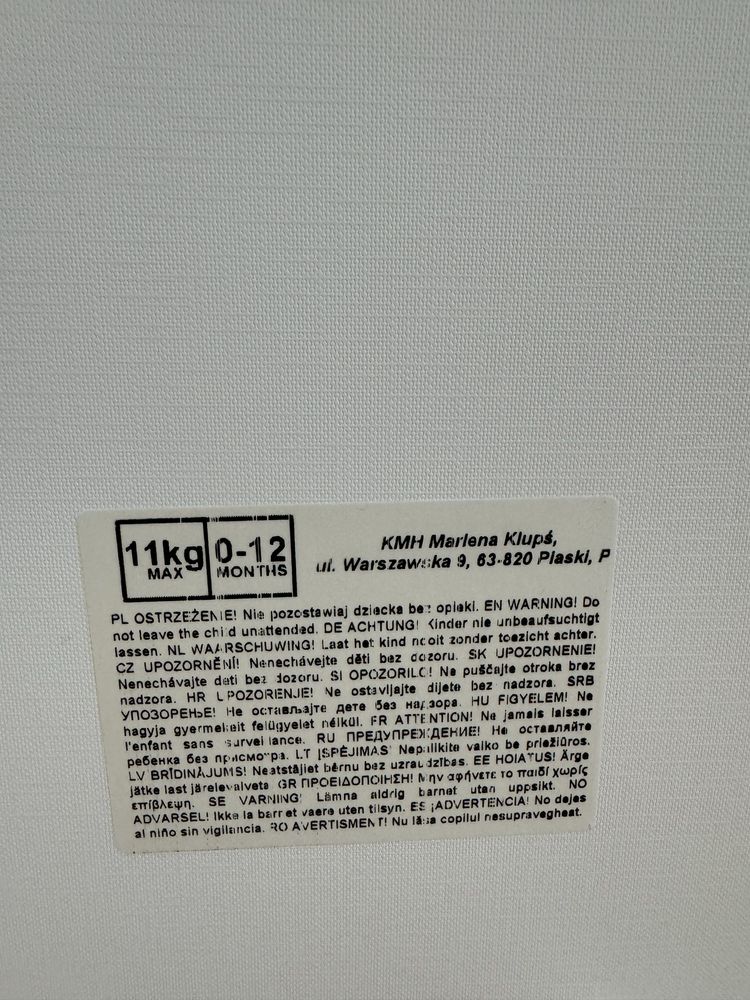 11kg
MAX
0-12
MONTHS
KMH Marlena Klupś,
ul. Warszawska 9, 63-820 Piaski, P
PL OSTRZEŻENIE! Nie pozostawiaj dziecka bez opieki. EN WARNING! Do
not leave the child unattended. DE ACHTUNG! Kinder nie unbeaufsuchtigt
lassen. NL WAARSCHUWING! Laat het kind nooit zonder toezicht achter.
CZ UPOZORNĚNÍ! Nenechávejte děti bez dozoru. SK UPOZORNENIE!
Nenechávajte deti bez dozoru. SI OPOZORILO! Ne puščajte otroka brez
nadzora. HR UPOZORENJE! Ne ostavljajte dijete bez nadzora. SRB
УПОЗОРЕЊЕ! Не остављајте дете без надзора. HU FIGYELEM! Ne
hagyja gyermekeit felügyelet nélkül. FR ATTENTION! Ne jamais laisser
l'enfant sans surveillance. RU ПРЕДУПРЕЖДЕНИЕ! Не оставляйте
ребенка без присмотра. LT ĮSPĖJIMAS! Nepalikite vaiko be priežiūros.
LV BRĪDINĀJUMS! Neatstājiet bērnu bez uzraudzības. EE HOIATUS! Ärge
jätke last järelevalveta GR ΠΡΟΕΙΔΟΠΟΙΗΣΗ! Μην αφήνετε το παιδί χωρίς
επίβλεψη. SE VARNING! Lämna aldrig barnet utan uppsikt. NO
ADVARSEL! Ikke la barnet være uten tilsyn. ES ¡ADVERTENCIA! No dejes
al niño sin vigilancia. RO AVERTISMENT! Nu lăsa copilul nesupravegheat.